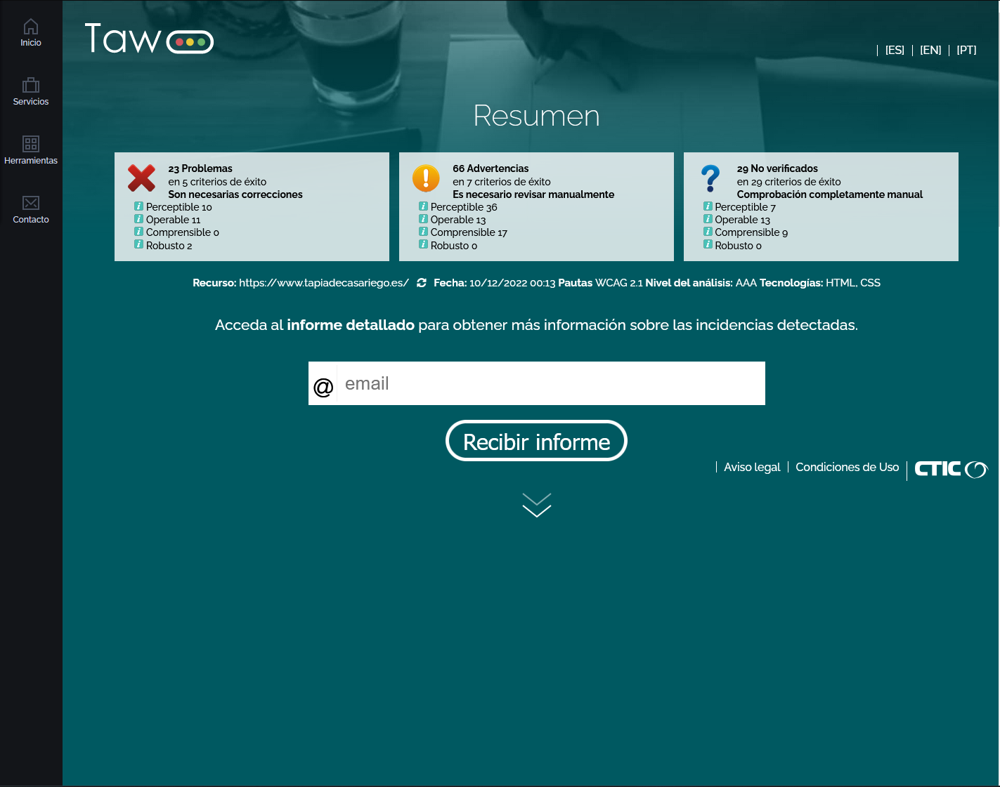 Inicio
Servicios
Herramientas
Contacto
Taw
[ES] [EN] [PT]
Resumen
23 Problemas
en 5 criterios de éxito
Son necesarias correcciones
Perceptible 10
Operable 11
Comprensible 0
Robusto 2
66 Advertencias
en 7 criterios de éxito
Es necesario revisar manualmente
Perceptible 36
Operable 13
Comprensible 17
Robusto 0
29 No verificados
en 29 criterios de éxito
Comprobación completamente manual
Perceptible 7
Operable 13
Comprensible 9
Robusto 0
Recurso: https://www.tapiadecasariego.es/ Fecha: 10/12/2022 00:13 Pautas WCAG 2.1 Nivel del análisis: AAA Tecnologías: HTML, CSS
Acceda al informe detallado para obtener más información sobre las incidencias detectadas.
@ email
Recibir informe
Aviso legal Condiciones de Uso CTIC